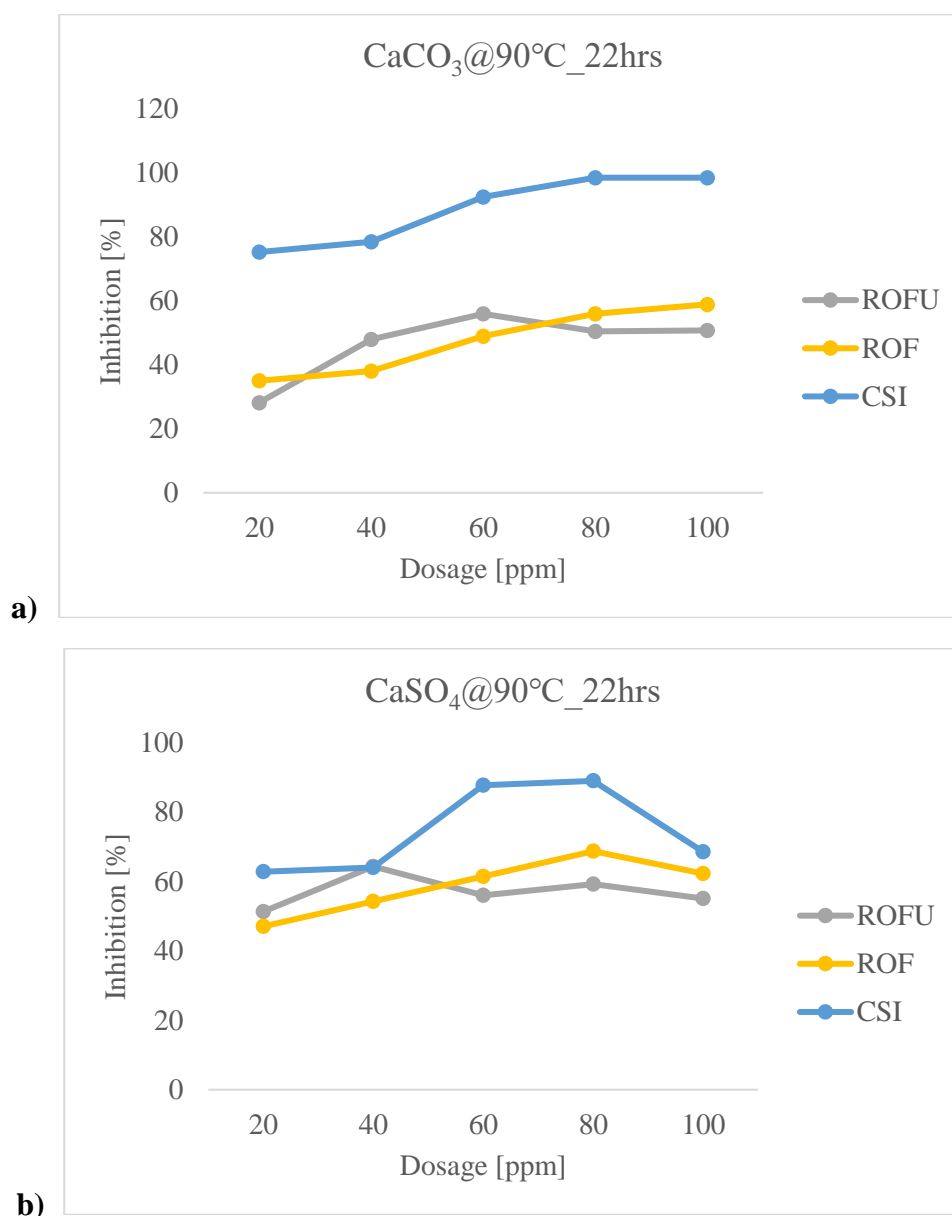 CaCO₃@90°C_22hrs
120
100
80
60
40
20
0
Inhibition [%]
20 40 60 80 100
Dosage [ppm]
ROFU
ROF
CSI
a)
CaSO₄@90°C_22hrs
100
80
60
40
20
0
Inhibition [%]
20 40 60 80 100
Dosage [ppm]
ROFU
ROF
CSI
b)